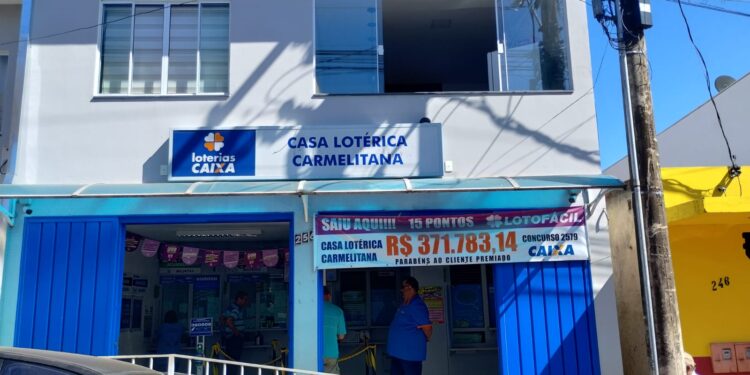 loterias
CAIXA
CASA LOTÉRICA
CARMELITANA
SAIU AQUI!!!! 15 PONTOS LOTOFÁCIL
CASA LOTÉRICA
CARMELITANA
R$ 371.783,14
CONCURSO 2579
CAIXA
PARABÉNS AO CLIENTE PREMIADO
246